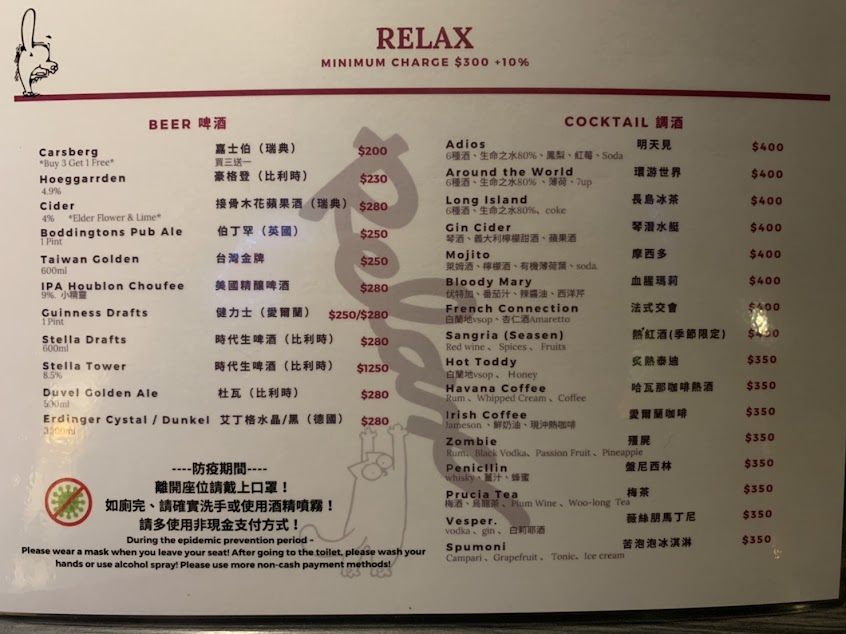 RELAX
MINIMUM CHARGE $300 +10%
BEER 啤酒
Carsberg 嘉士伯（瑞典） $200
*Buy 3 Get 1 Free* 買三送一
Hoeggarrden 豪格登（比利時） $230
4.9%
Cider 接骨木花蘋果酒（瑞典） $280
4% *Elder Flower & Lime*
Boddingtons Pub Ale 伯丁罕（英國） $250
1 Pint
Taiwan Golden 台灣金牌 $250
600ml
IPA Houblon Choufee 美國精釀啤酒 $280
9%. 小精靈
Guinness Drafts 健力士（愛爾蘭） $250/$280
1 Pint
Stella Drafts 時代生啤酒（比利時） $280
600ml
Stella Tower 時代生啤酒（比利時） $1250
8.5%
Duvel Golden Ale 杜瓦（比利時） $280
500ml
Erdinger Cystal / Dunkel 艾丁格水晶/黑（德國） $280
----防疫期間----
離開座位請戴上口罩！
如廁完、請確實洗手或使用酒精噴霧！
請多使用非現金支付方式！
During the epidemic prevention period –
Please wear a mask when you leave your seat! After going to the toilet, please wash your
hands or use alcohol spray! Please use more non-cash payment methods!
COCKTAIL 調酒
Adios 明天見 $400
6種酒、生命之水80%、鳳梨、紅莓、Soda
Around the World 環游世界 $400
6種酒、生命之水80% 、薄荷、7up
Long Island 長島冰茶 $400
6種酒、生命之水80%、coke
Gin Cider 琴潛水艇 $400
琴酒、義大利檸檬甜酒、蘋果酒
Mojito 摩西多 $400
萊姆酒、檸檬酒、有機薄荷葉、soda.
Bloody Mary 血腥瑪莉 $400
伏特加、番茄汁、辣醬油、西洋芹
French Connection 法式交會 $400
白蘭地vsop、杏仁酒Amaretto
Sangria (Seasen) 熱紅酒(季節限定) $400
Red wine 、 Spices 、 Fruits
Hot Toddy 炙熱泰迪 $350
白蘭地vsop 、 Honey
Havana Coffee 哈瓦那咖啡熱酒 $350
Rum 、Whipped Cream 、Coffee
Irish Coffee 愛爾蘭咖啡 $350
Jameson 、鮮奶油、現沖熱咖啡
Zombie 殭屍 $350
Rum、Black Vodka、Passion Fruit 、 Pineapple
Penicllin 盤尼西林 $350
whisky、薑汁、蜂蜜
Prucia Tea 梅茶 $350
梅酒、烏龍茶 、Plum Wine 、Woo-long Tea
Vesper. 薇絲朋馬丁尼 $350
vodka 、gin 、 白莉耶酒
Spumoni 苦泡泡冰淇淋 $350
Campari 、Grapefruit 、 Tonic、Ice cream
Relax